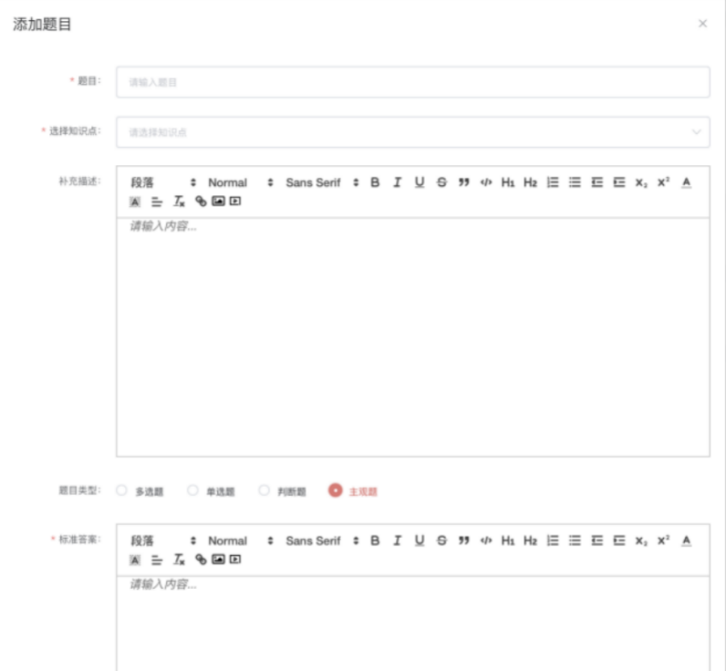 添加题目
* 题目: 请输入题目
* 选择知识点: 请选择知识点
补充描述: 段落 Normal Sans Serif B I U S H1 H2 X2 X² A
A Tx
请输入内容...
题目类型: 多选题 单选题 判断题 主观题
* 标准答案: 段落 Normal Sans Serif B I U S H1 H2 X2 X² A
A Tx
请输入内容...